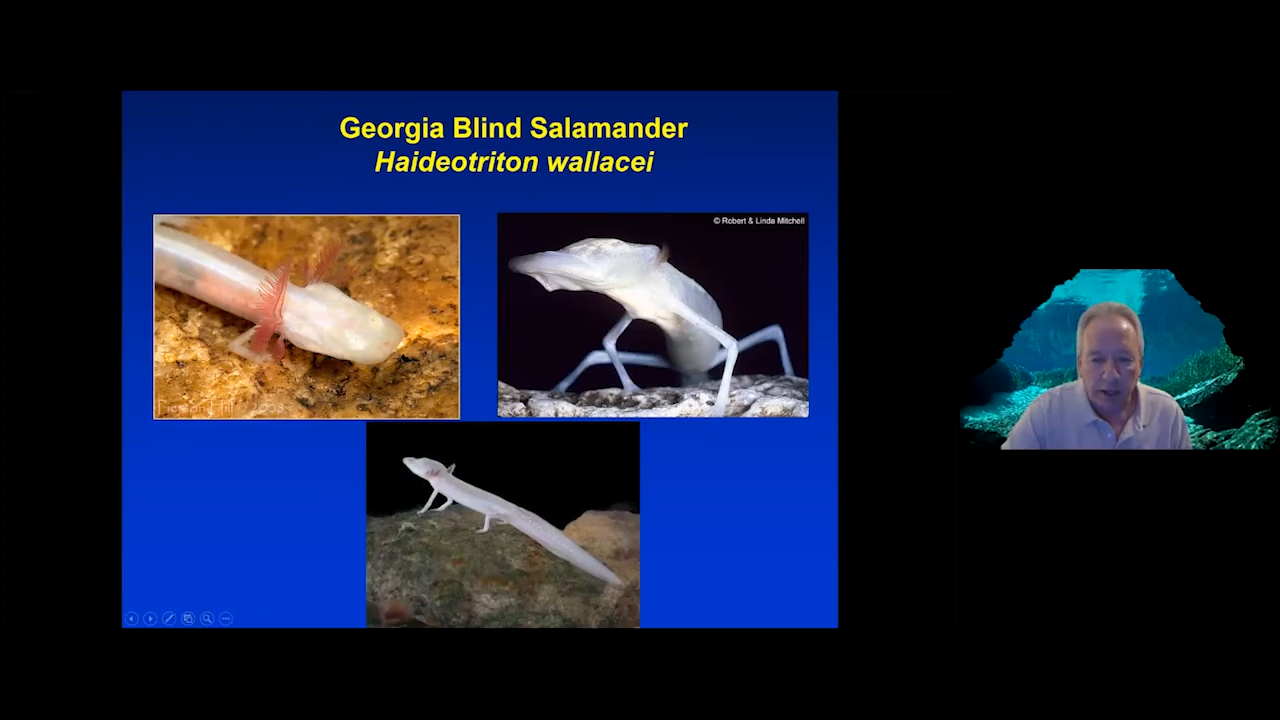 Georgia Blind Salamander
Haideotriton wallacei
© Robert & Linda Mitchell